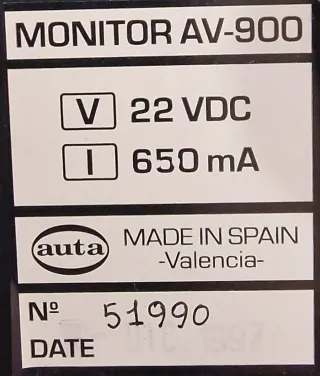 MONITOR AV-900
V 22 VDC
I 650 mA
auta MADE IN SPAIN
-Valencia-
Nº 51990
DATE